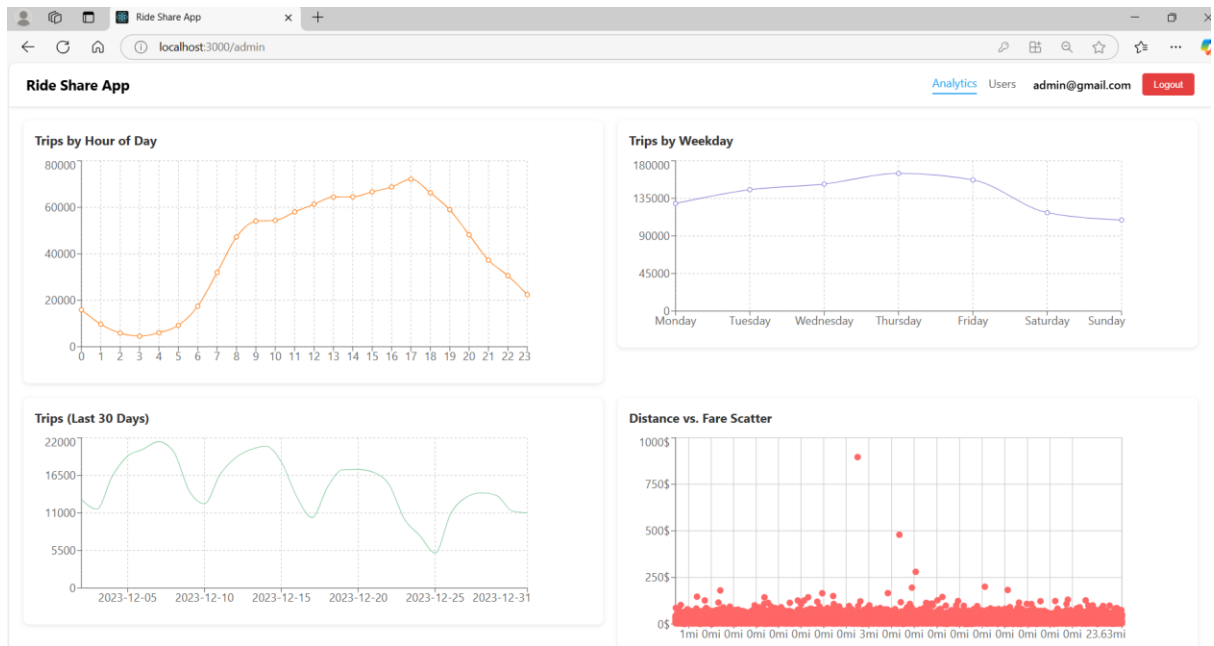 Ride Share App
localhost:3000/admin
Ride Share App
Analytics Users admin@gmail.com Logout
Trips by Hour of Day
80000
60000
40000
20000
0
0 1 2 3 4 5 6 7 8 9 10 11 12 13 14 15 16 17 18 19 20 21 22 23
Trips by Weekday
180000
135000
90000
45000
0
Monday Tuesday Wednesday Thursday Friday Saturday Sunday
Trips (Last 30 Days)
22000
16500
11000
5500
0
2023-12-05 2023-12-10 2023-12-15 2023-12-20 2023-12-25 2023-12-31
Distance vs. Fare Scatter
1000$
750$
500$
250$
0$
1mi 0mi 0mi 0mi 0mi 0mi 0mi 0mi 3mi 0mi 0mi 0mi 0mi 0mi 0mi 0mi 0mi 0mi 23.63mi